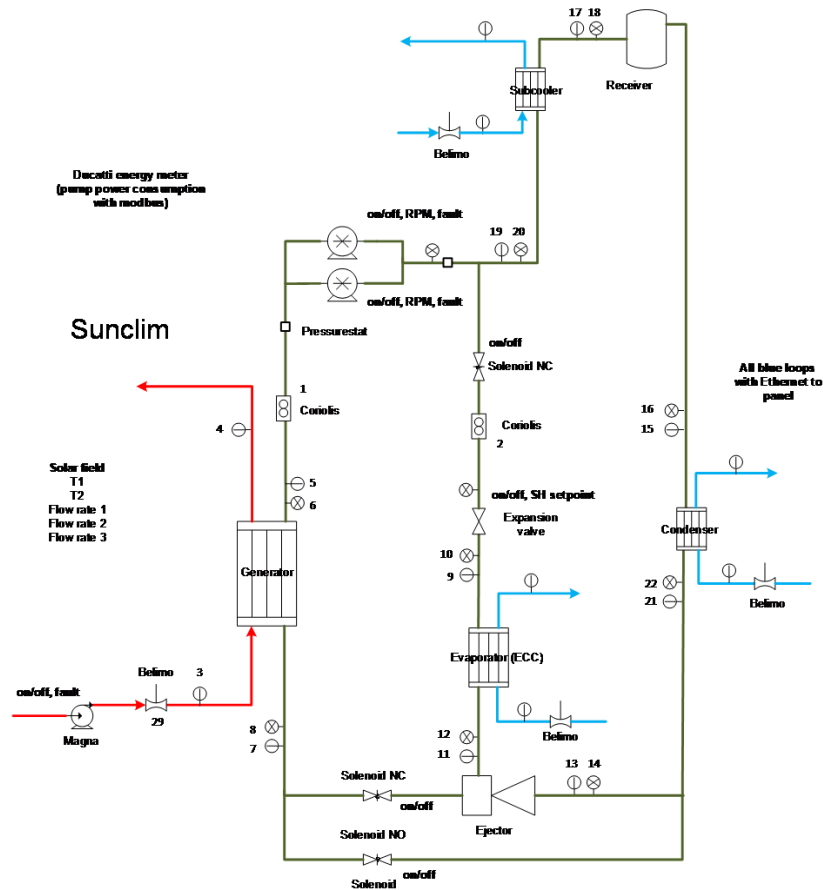 17 18
Subcooler
Receiver
Belimo
Ducatti energy meter
(pump power consumption
with modbus)
on/off, RPM, fault
19 20
on/off, RPM, fault
Sunclim
Pressurestat
on/off
Solenoid NC
All blue loops
with Ethernet to
panel
1
Coriolis
16
15
4
Coriolis
2
Solar field
T1
T2
Flow rate 1
Flow rate 2
Flow rate 3
5
6
on/off, SH setpoint
Expansion
valve
Condenser
10
9
Generator
22
21
Belimo
Evaporator (ECC)
Belimo
3
on/off, fault
29
Magna
8
7
12
11
Belimo
Solenoid NC
on/off
13 14
Ejector
Solenoid NO
on/off
Solenoid